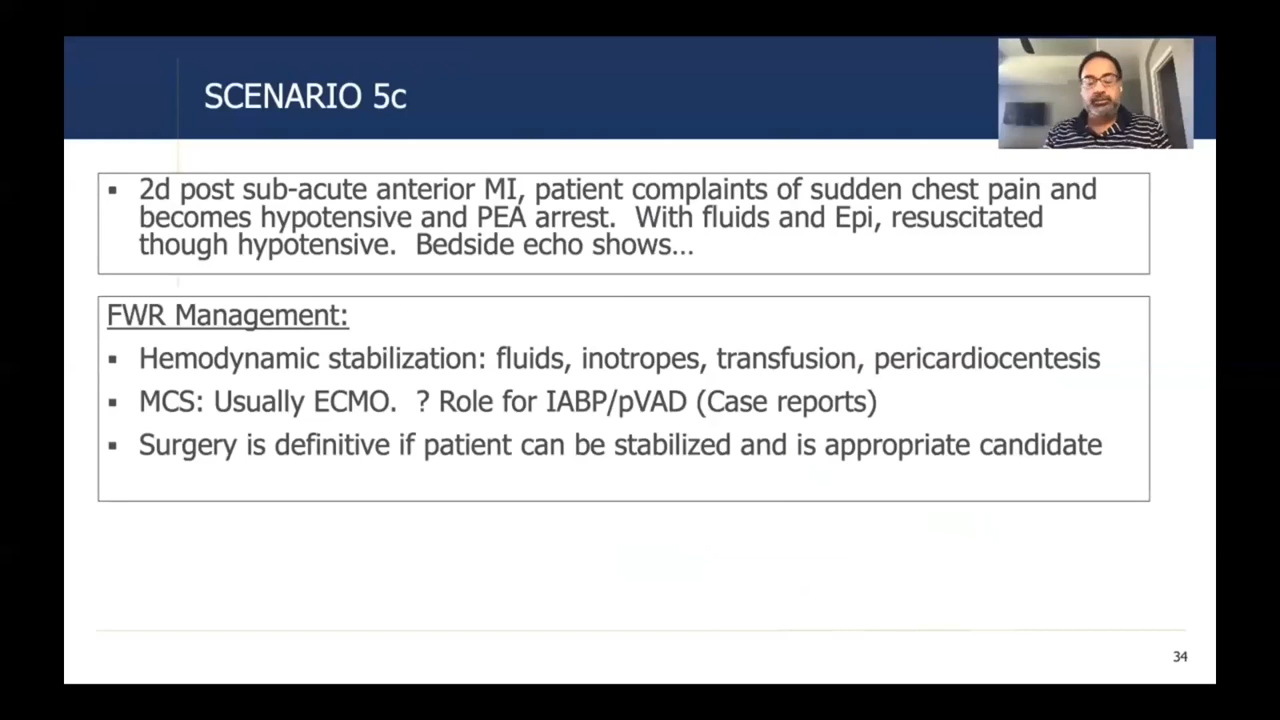 SCENARIO 5c
▪ 2d post sub-acute anterior MI, patient complaints of sudden chest pain and
becomes hypotensive and PEA arrest.  With fluids and Epi, resuscitated
though hypotensive.  Bedside echo shows...
FWR Management:
▪ Hemodynamic stabilization: fluids, inotropes, transfusion, pericardiocentesis
▪ MCS: Usually ECMO.  ? Role for IABP/pVAD (Case reports)
▪ Surgery is definitive if patient can be stabilized and is appropriate candidate
34